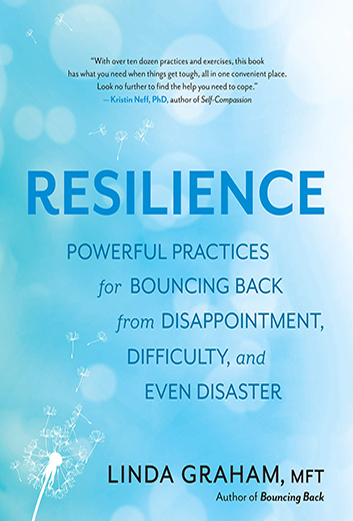 “With over ten dozen practices and exercises, this book
has what you need when things get tough, all in one convenient place.
Look no further to find the help you need to cope.”
— Kristin Neff, PhD, author of Self-Compassion
RESILIENCE
POWERFUL PRACTICES
for BOUNCING BACK
from DISAPPOINTMENT,
DIFFICULTY, and
EVEN DISASTER
LINDA GRAHAM, MFT
Author of Bouncing Back